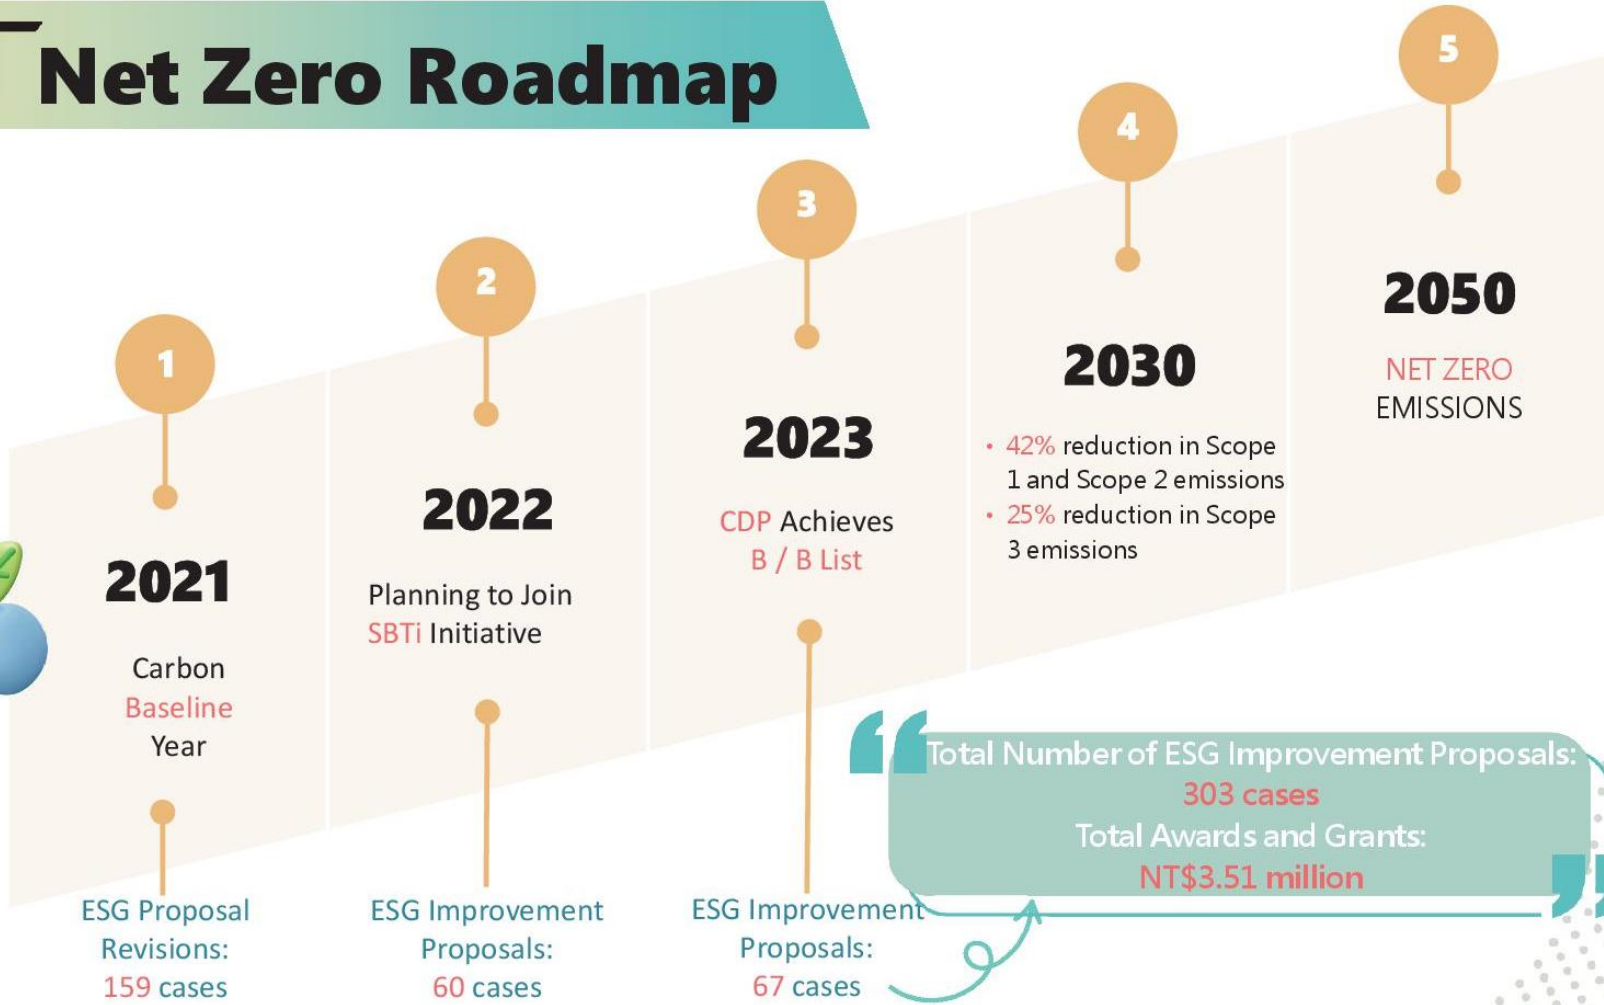 Net Zero Roadmap
1
2021
Carbon
Baseline
Year
ESG Proposal
Revisions:
159 cases
2
2022
Planning to Join
SBTi Initiative
ESG Improvement
Proposals:
60 cases
3
2023
CDP Achieves
B / B List
ESG Improvement
Proposals:
67 cases
4
2030
• 42% reduction in Scope
1 and Scope 2 emissions
• 25% reduction in Scope
3 emissions
5
2050
NET ZERO
EMISSIONS
Total Number of ESG Improvement Proposals:
303 cases
Total Awards and Grants:
NT$3.51 million